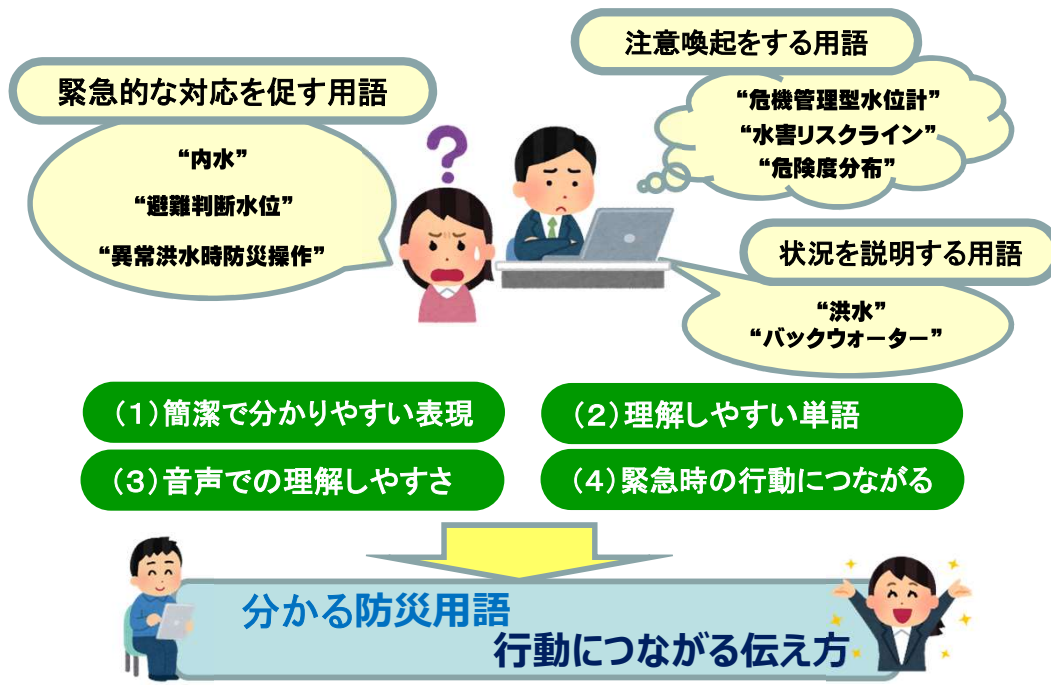 緊急的な対応を促す用語
“内水”
“避難判断水位”
“異常洪水時防災操作”
?
注意喚起をする用語
“危機管理型水位計”
“水害リスクライン”
“危険度分布”
状況を説明する用語
“洪水”
“バックウォーター”
（１）簡潔で分かりやすい表現
（２）理解しやすい単語
（３）音声での理解しやすさ
（４）緊急時の行動につながる
分かる防災用語
行動につながる伝え方